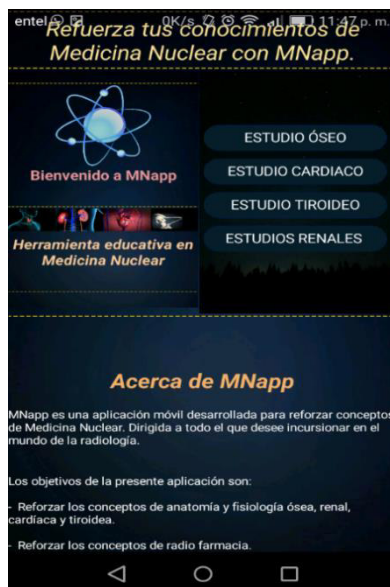 entel 0K/s 11:47 p. m.
Refuerza tus conocimientos de
Medicina Nuclear con MNapp.
Bienvenido a MNapp
Herramienta educativa en
Medicina Nuclear
ESTUDIO ÓSEO
ESTUDIO CARDIACO
ESTUDIO TIROIDEO
ESTUDIOS RENALES
Acerca de MNapp
MNapp es una aplicación móvil desarrollada para reforzar conceptos
de Medicina Nuclear. Dirigida a todo el que desee incursionar en el
mundo de la radiología.
Los objetivos de la presente aplicación son:
- Reforzar los conceptos de anatomía y fisiología ósea, renal,
cardíaca y tiroidea.
- Reforzar los conceptos de radio farmacia.